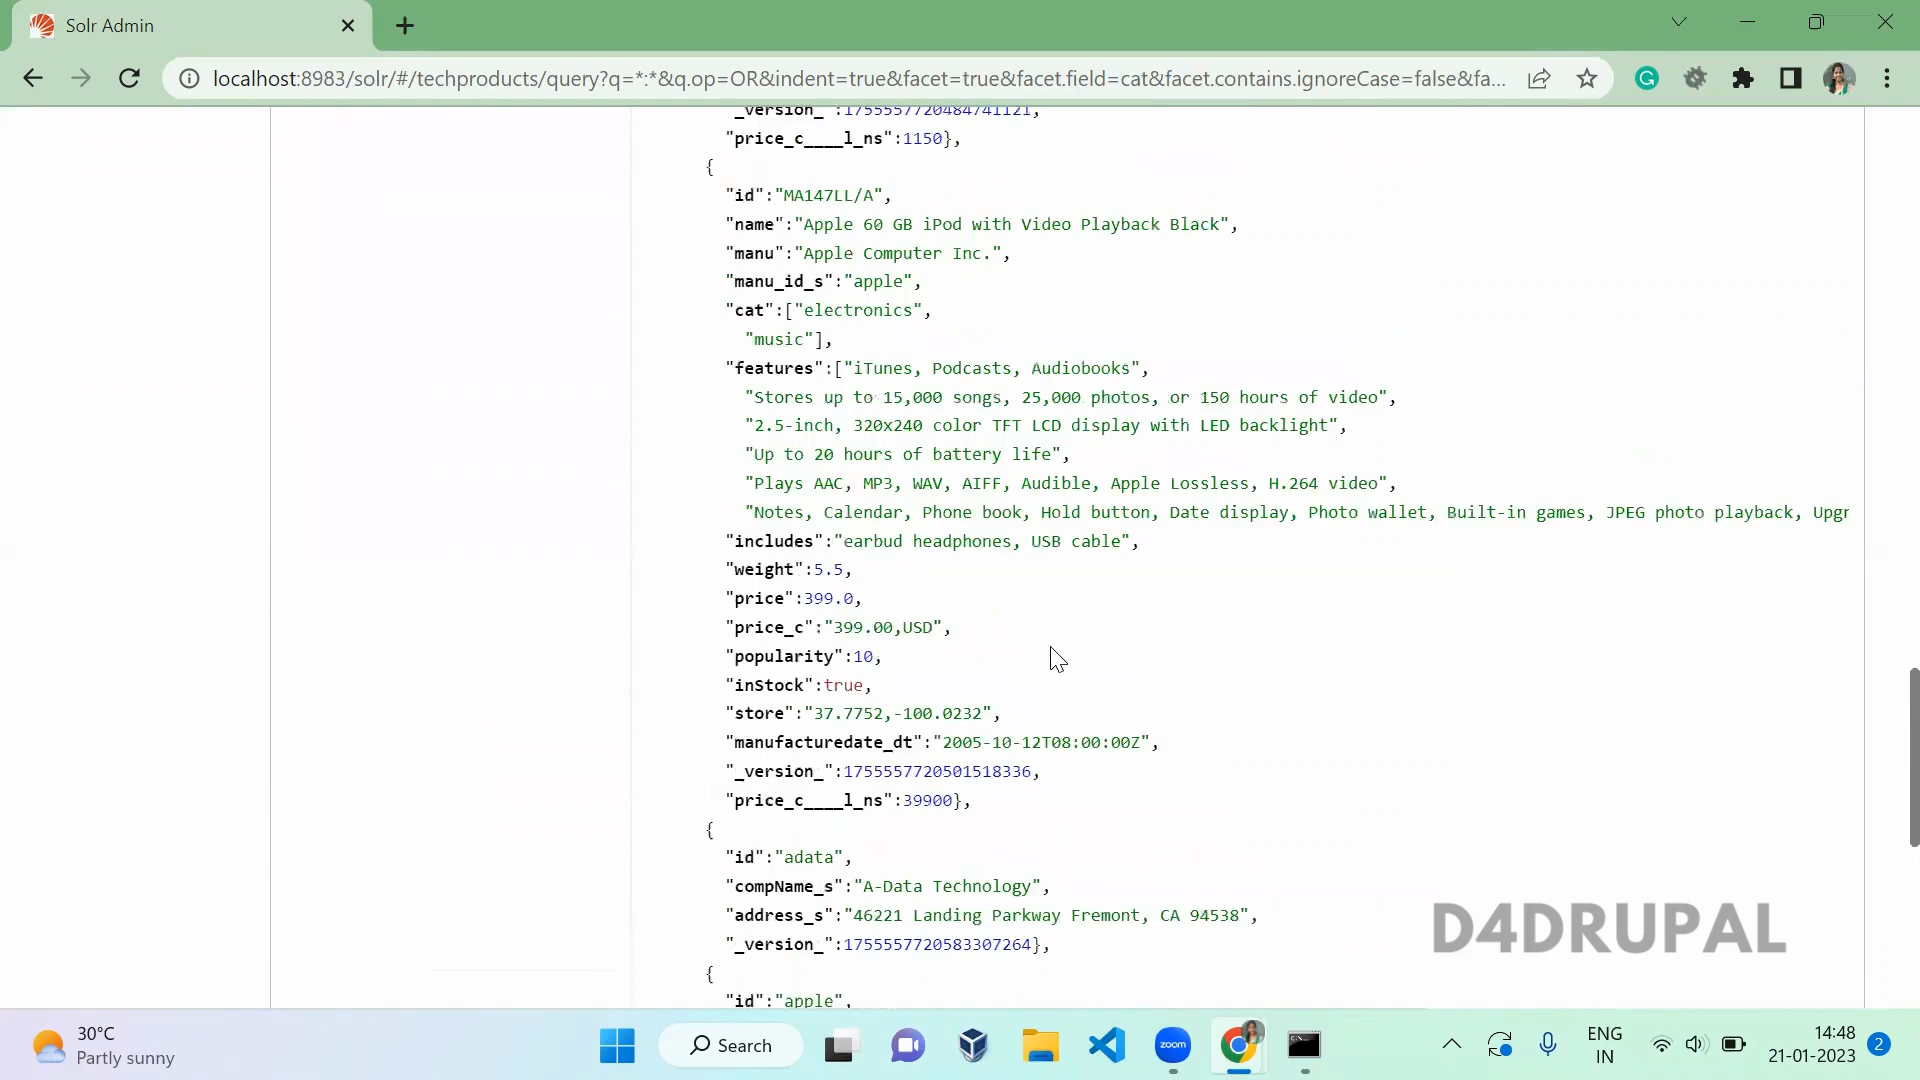 Solr Admin
localhost:8983/solr/#/techproducts/query?q=*:*&q.op=OR&indent=true&facet=true&facet.field=cat&facet.contains.ignoreCase=false&fa...
"_version_":1755557720484741121,
"price_c____l_ns":1150},
{
"id":"MA147LL/A",
"name":"Apple 60 GB iPod with Video Playback Black",
"manu":"Apple Computer Inc.",
"manu_id_s":"apple",
"cat":["electronics",
"music"],
"features":["iTunes, Podcasts, Audiobooks",
"Stores up to 15,000 songs, 25,000 photos, or 150 hours of video",
"2.5-inch, 320x240 color TFT LCD display with LED backlight",
"Up to 20 hours of battery life",
"Plays AAC, MP3, WAV, AIFF, Audible, Apple Lossless, H.264 video",
"Notes, Calendar, Phone book, Hold button, Date display, Photo wallet, Built-in games, JPEG photo playback, Upgr
"includes":"earbud headphones, USB cable",
"weight":5.5,
"price":399.0,
"price_c":"399.00,USD",
"popularity":10,
"inStock":true,
"store":"37.7752,-100.0232",
"manufacturedate_dt":"2005-10-12T08:00:00Z",
"_version_":1755557720501518336,
"price_c____l_ns":39900},
{
"id":"adata",
"compName_s":"A-Data Technology",
"address_s":"46221 Landing Parkway Fremont, CA 94538",
"_version_":1755557720583307264},
{
"id":"apple",
D4DRUPAL
30°C
Partly sunny
Search
zoom
ENG
IN
14:48
21-01-2023
2